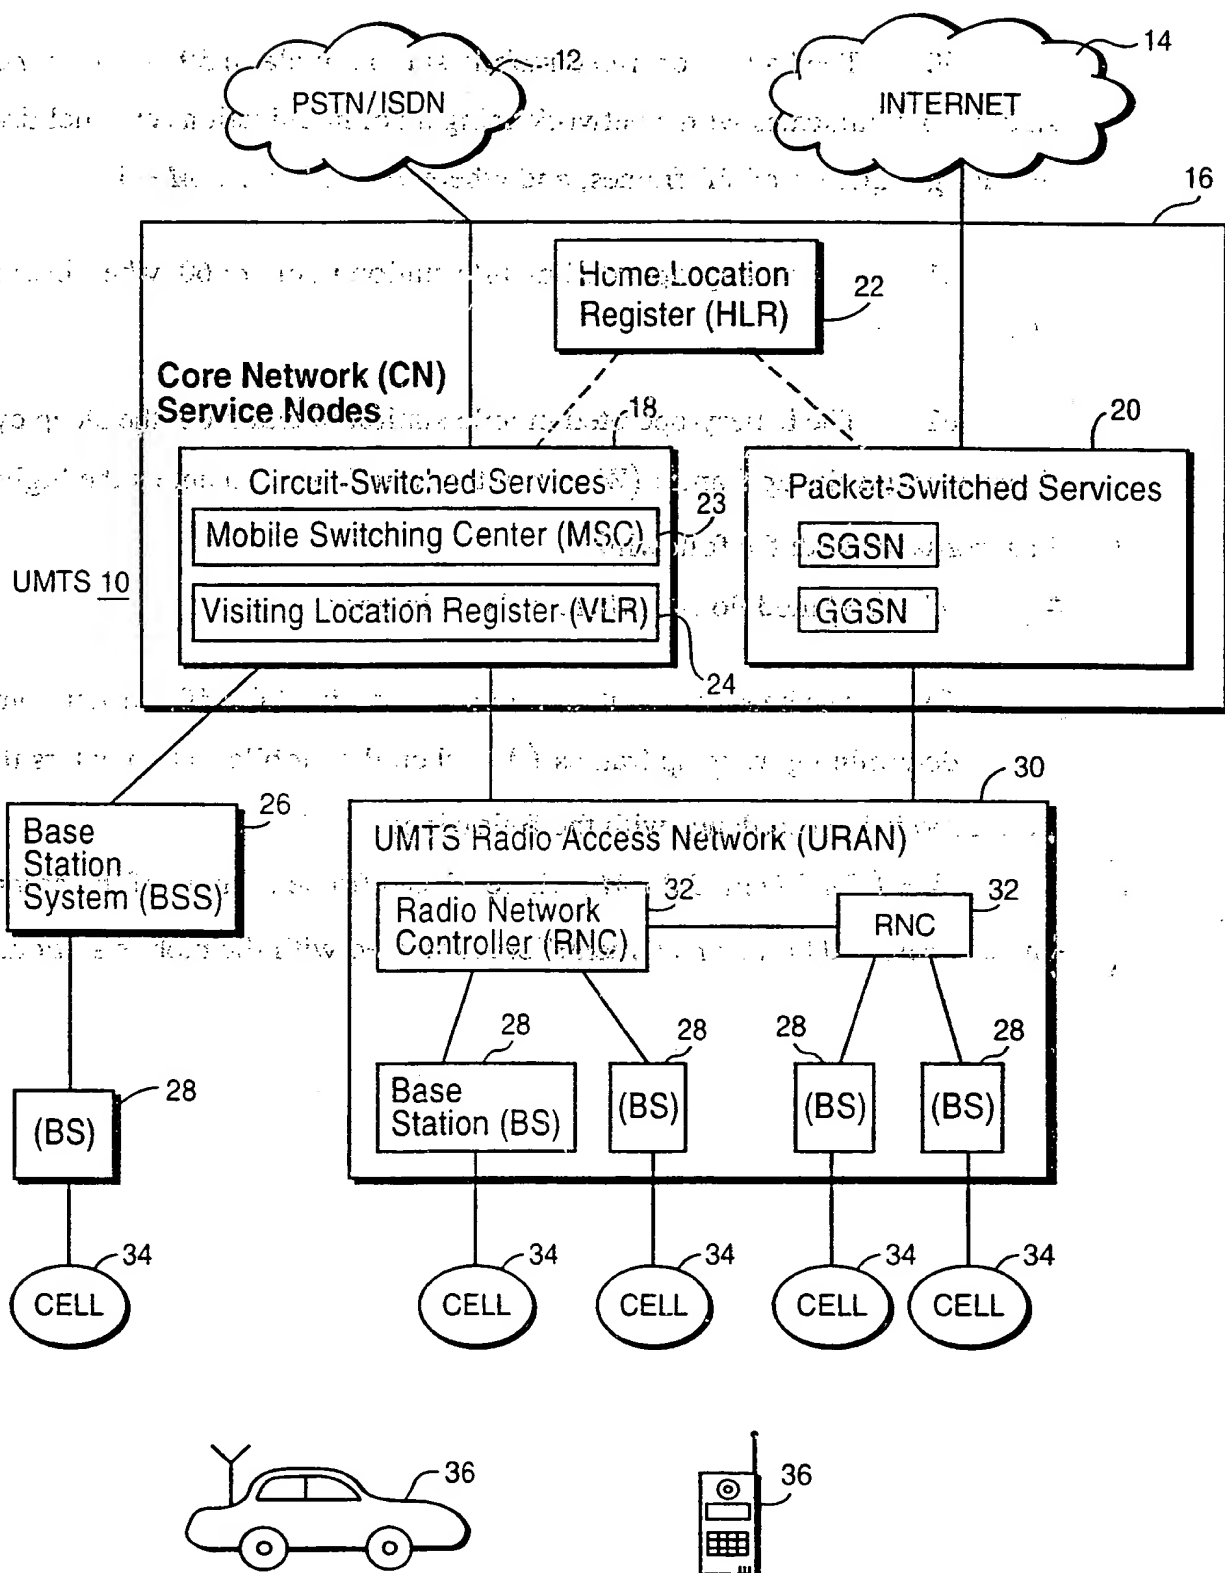 12
PSTN/ISDN
14
INTERNET
16
Home Location
Register (HLR)
22
Core Network (CN)
Service Nodes
18
20
Circuit-Switched Services
Packet-Switched Services
23
Mobile Switching Center (MSC)
SGSN
UMTS 10
Visiting Location Register (VLR)
GGSN
24
30
26
Base
Station
System (BSS)
UMTS Radio Access Network (URAN)
32
32
Radio Network
Controller (RNC)
RNC
28
28
28
28
28
(BS)
Base
Station (BS)
(BS)
(BS)
(BS)
34
34
34
34
34
CELL
CELL
CELL
CELL
CELL
36
36